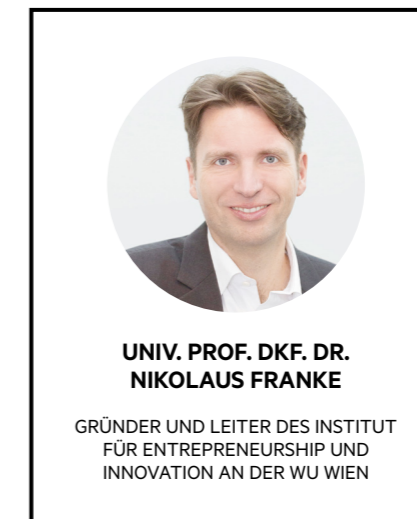 UNIV. PROF. DKF. DR.
NIKOLAUS FRANKE
GRÜNDER UND LEITER DES INSTITUT
FÜR ENTREPRENEURSHIP UND
INNOVATION AN DER WU WIEN